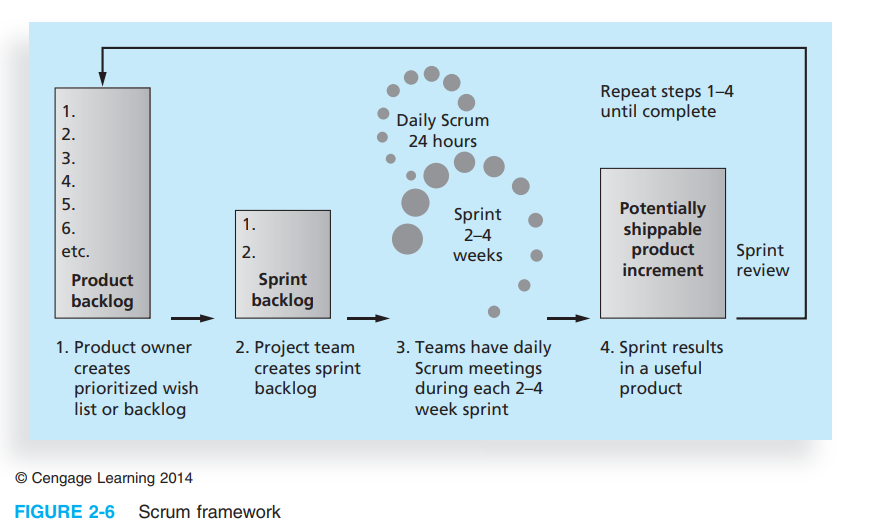 1.
2.
3.
4.
5.
6.
etc.
Product
backlog
1.
2.
Sprint
backlog
Daily Scrum
24 hours
Sprint
2–4
weeks
Repeat steps 1–4
until complete
Potentially
shippable
product
increment
Sprint
review
1. Product owner
creates
prioritized wish
list or backlog
2. Project team
creates sprint
backlog
3. Teams have daily
Scrum meetings
during each 2–4
week sprint
4. Sprint results
in a useful
product
© Cengage Learning 2014
FIGURE 2-6 Scrum framework